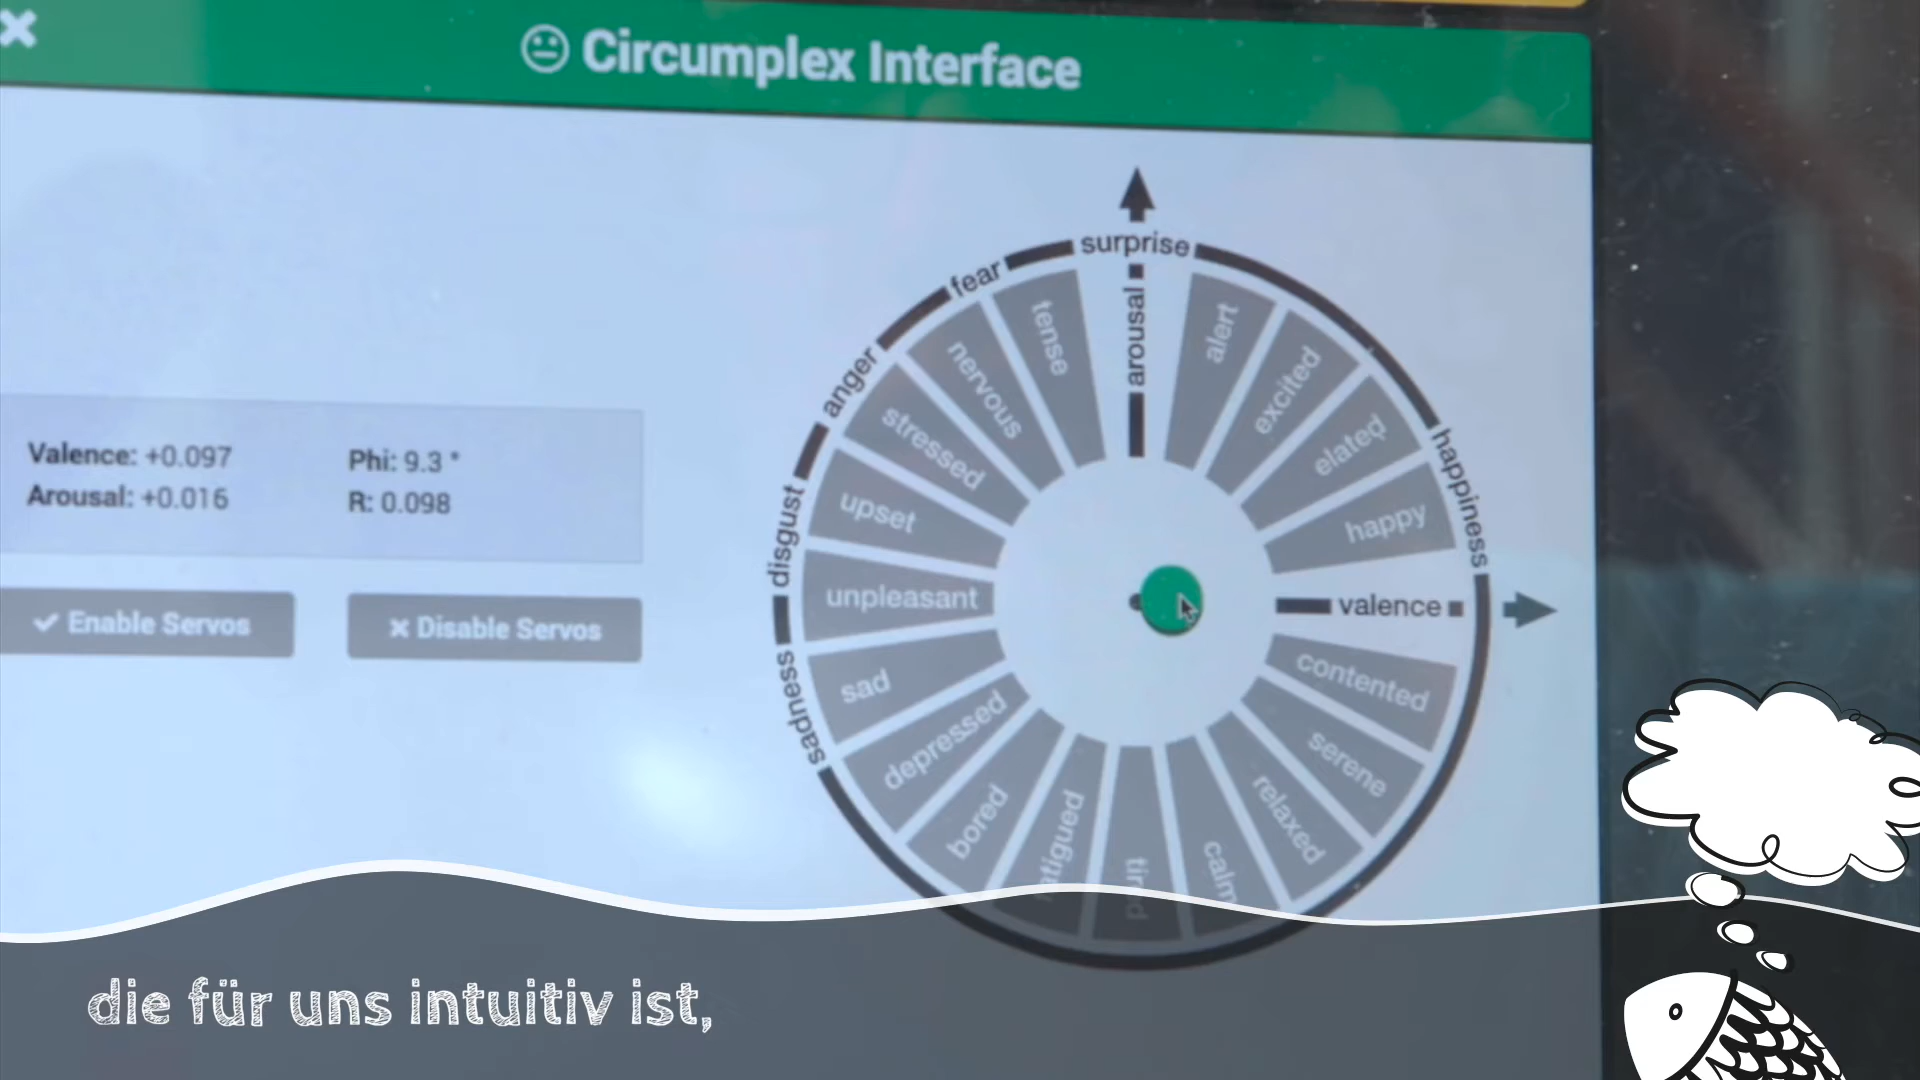 Circumplex Interface
Valence: +0.097
Arousal: +0.016
Phi: 9.3 °
R: 0.098
Enable Servos
Disable Servos
surprise
fear
anger
disgust
sadness
happiness
arousal
valence
tense
nervous
stressed
upset
unpleasant
sad
depressed
bored
calm
relaxed
serene
contented
happy
elated
excited
alert
die für uns intuitiv ist,